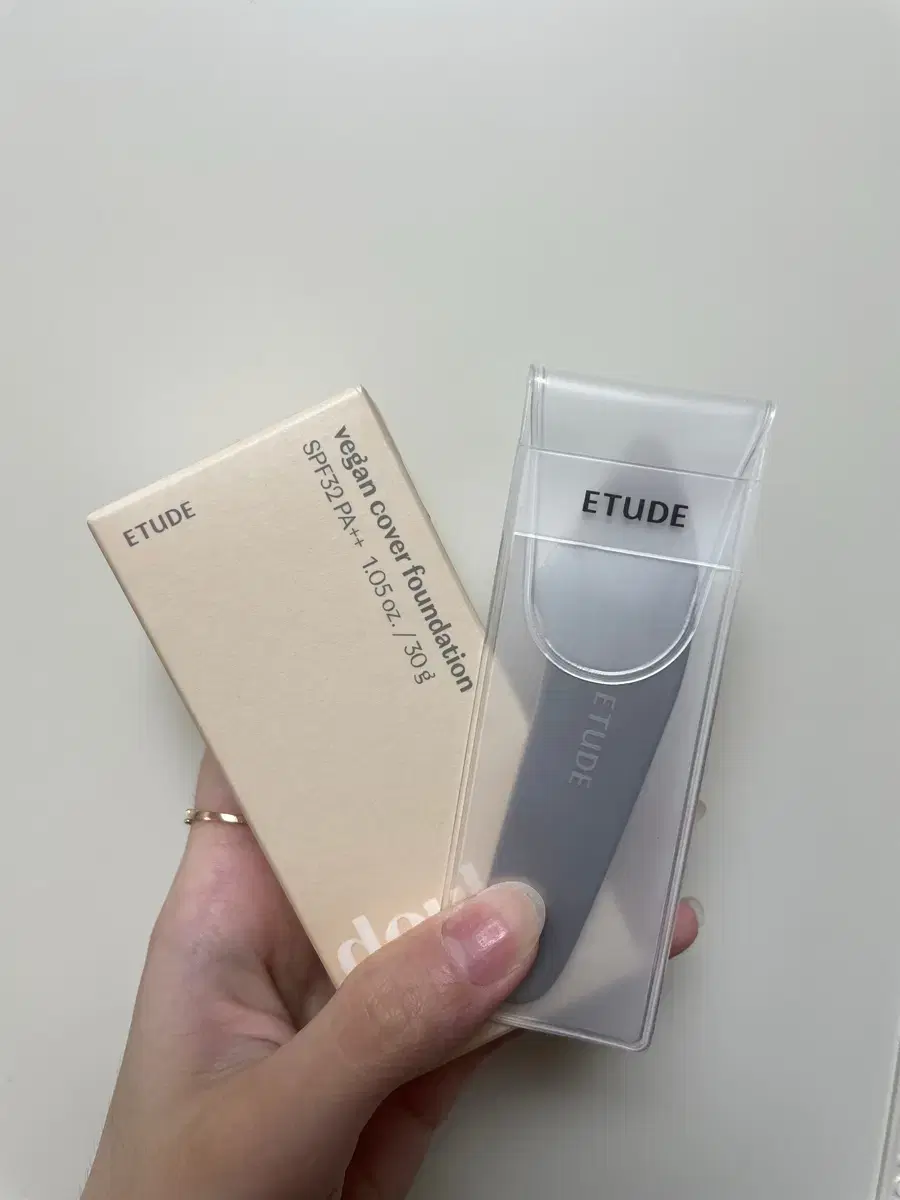 ETUDE
vegan cover foundation
SPF32 PA++ 1.05 oz. / 30 g
ETUDE
ETUDE